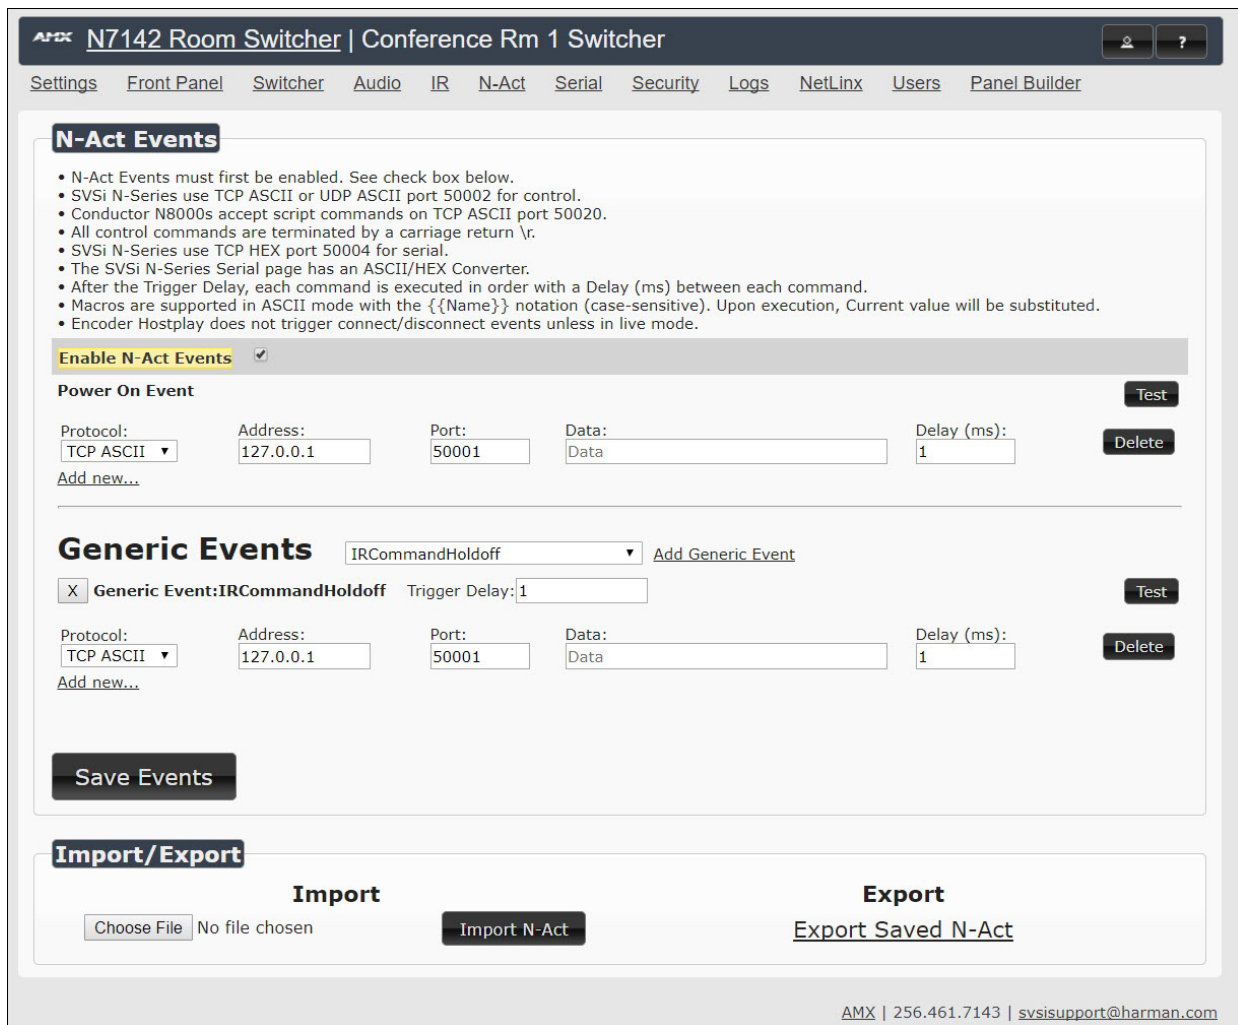 AMX N7142 Room Switcher | Conference Rm 1 Switcher ?
Settings Front Panel Switcher Audio IR N-Act Serial Security Logs NetLinx Users Panel Builder
N-Act Events
• N-Act Events must first be enabled. See check box below.
• SVSi N-Series use TCP ASCII or UDP ASCII port 50002 for control.
• Conductor N8000s accept script commands on TCP ASCII port 50020.
• All control commands are terminated by a carriage return \r.
• SVSi N-Series use TCP HEX port 50004 for serial.
• The SVSi N-Series Serial page has an ASCII/HEX Converter.
• After the Trigger Delay, each command is executed in order with a Delay (ms) between each command.
• Macros are supported in ASCII mode with the {{Name}} notation (case-sensitive). Upon execution, Current value will be substituted.
• Encoder Hostplay does not trigger connect/disconnect events unless in live mode.
Enable N-Act Events
Power On Event Test
Protocol: Address: Port: Data: Delay (ms):
TCP ASCII 127.0.0.1 50001 Data 1 Delete
Add new...
Generic Events IRCommandHoldoff Add Generic Event
X Generic Event:IRCommandHoldoff Trigger Delay: 1 Test
Protocol: Address: Port: Data: Delay (ms):
TCP ASCII 127.0.0.1 50001 Data 1 Delete
Add new...
Save Events
Import/Export
Import Export
Choose File No file chosen Import N-Act Export Saved N-Act
AMX | 256.461.7143 | svsisupport@harman.com